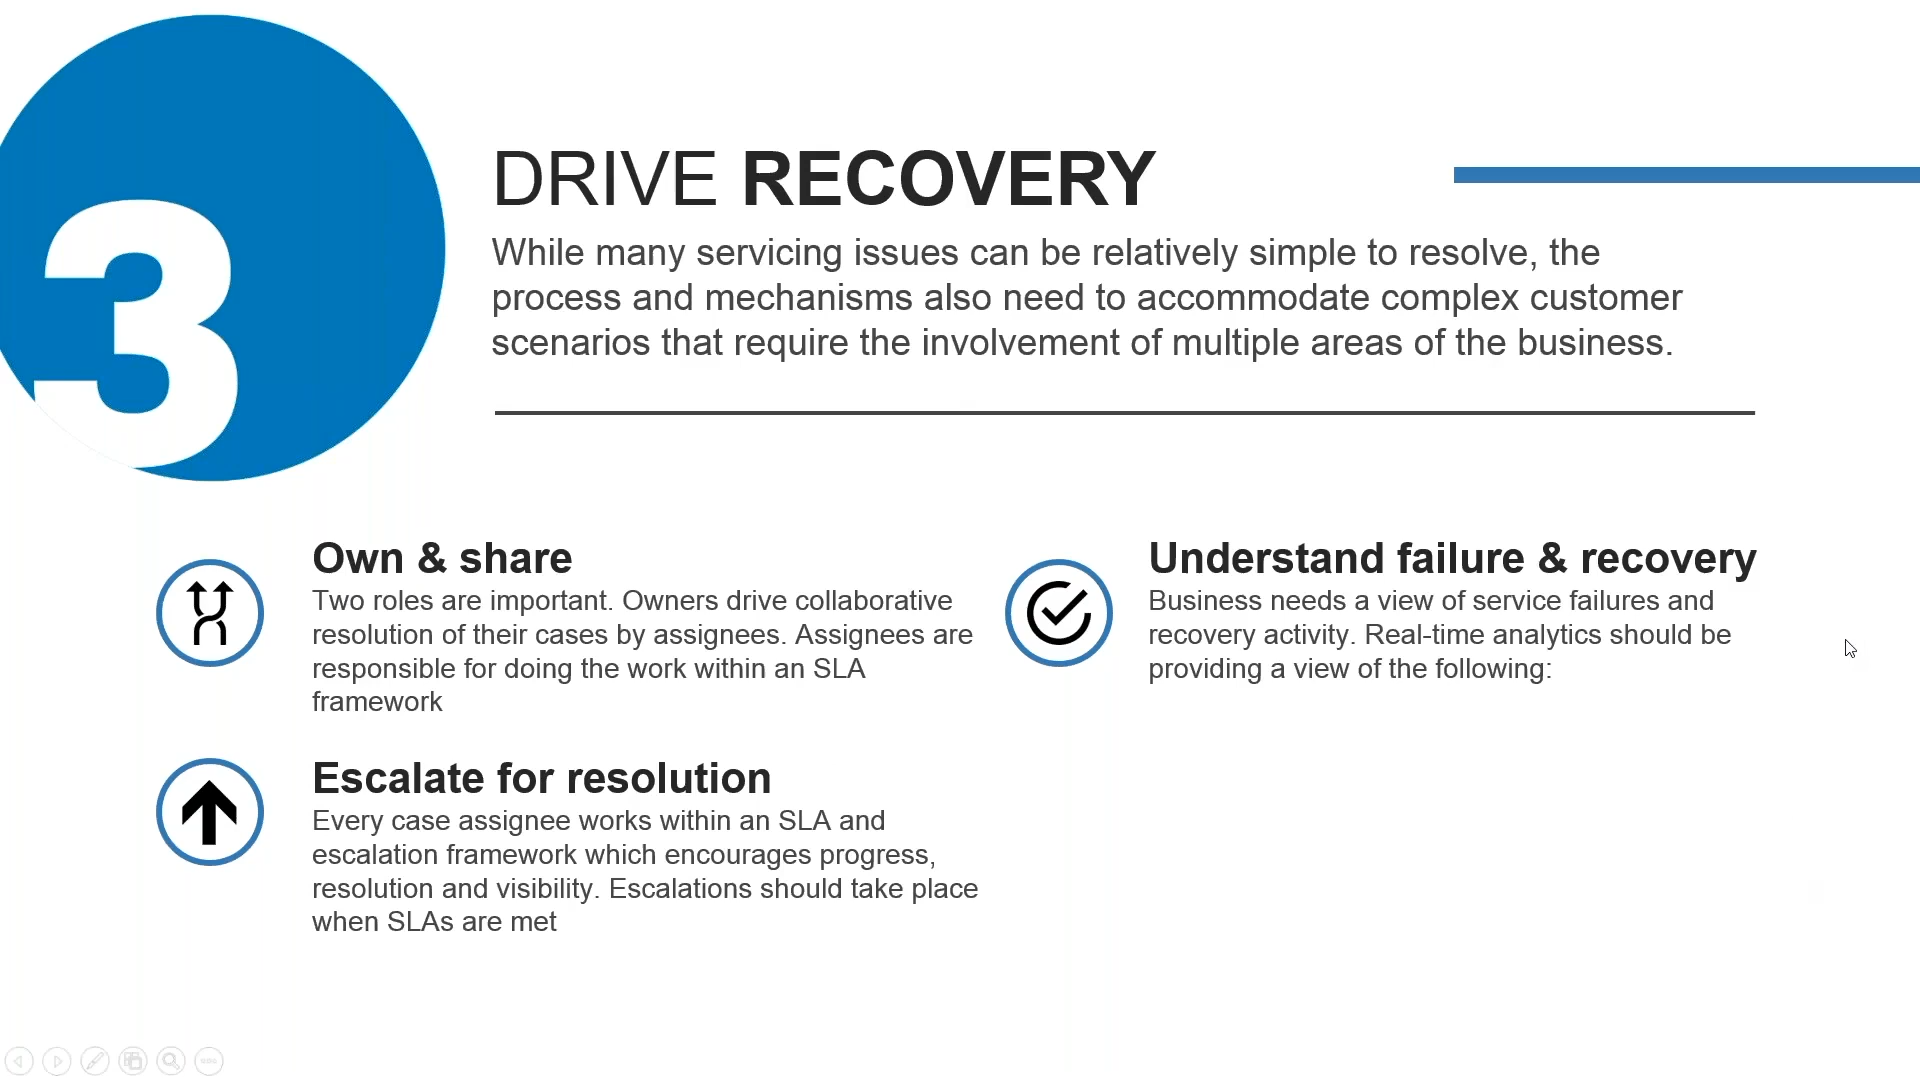 3
DRIVE RECOVERY
While many servicing issues can be relatively simple to resolve, the
process and mechanisms also need to accommodate complex customer
scenarios that require the involvement of multiple areas of the business.
Own & share
Two roles are important. Owners drive collaborative
resolution of their cases by assignees. Assignees are
responsible for doing the work within an SLA
framework
Escalate for resolution
Every case assignee works within an SLA and
escalation framework which encourages progress,
resolution and visibility. Escalations should take place
when SLAs are met
Understand failure & recovery
Business needs a view of service failures and
recovery activity. Real-time analytics should be
providing a view of the following: